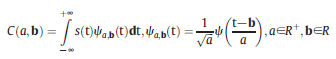 C(a,b) = ∫_{−∞}^{+∞} s(t)ψ_{a,b}(t)dt, ψ_{a,b}(t) = 1/√a ψ((t−b)/a), a∈R⁺, b∈R